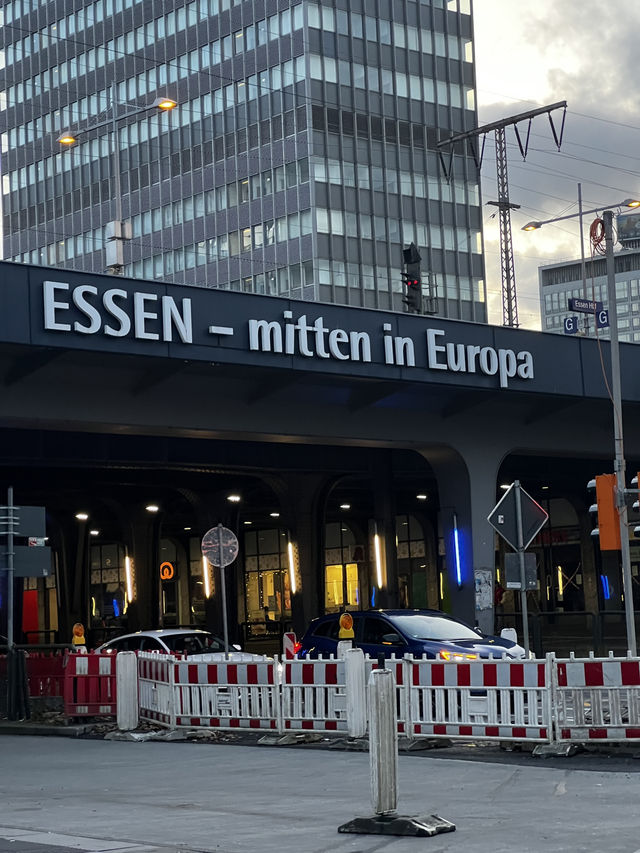 ESSEN – mitten in Europa
Essen Hbf
G
G